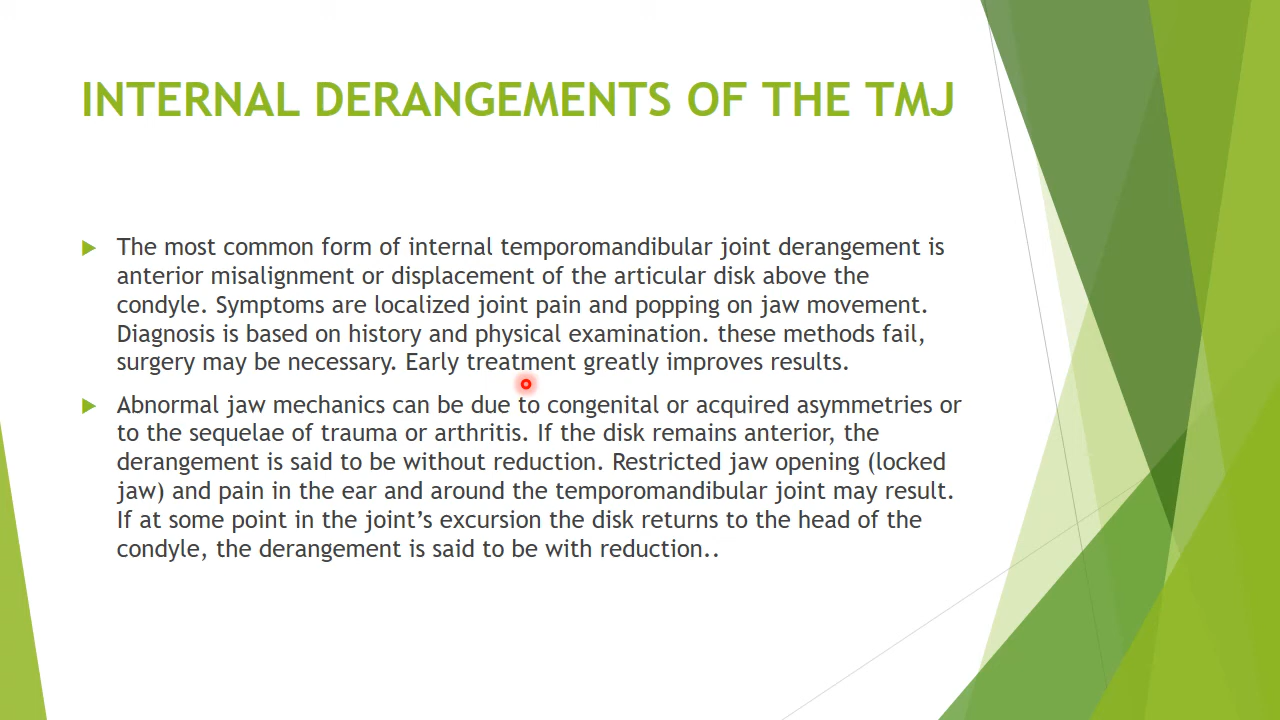 INTERNAL DERANGEMENTS OF THE TMJ
The most common form of internal temporomandibular joint derangement is
anterior misalignment or displacement of the articular disk above the
condyle. Symptoms are localized joint pain and popping on jaw movement.
Diagnosis is based on history and physical examination. these methods fail,
surgery may be necessary. Early treatment greatly improves results.
Abnormal jaw mechanics can be due to congenital or acquired asymmetries or
to the sequelae of trauma or arthritis. If the disk remains anterior, the
derangement is said to be without reduction. Restricted jaw opening (locked
jaw) and pain in the ear and around the temporomandibular joint may result.
If at some point in the joint’s excursion the disk returns to the head of the
condyle, the derangement is said to be with reduction..